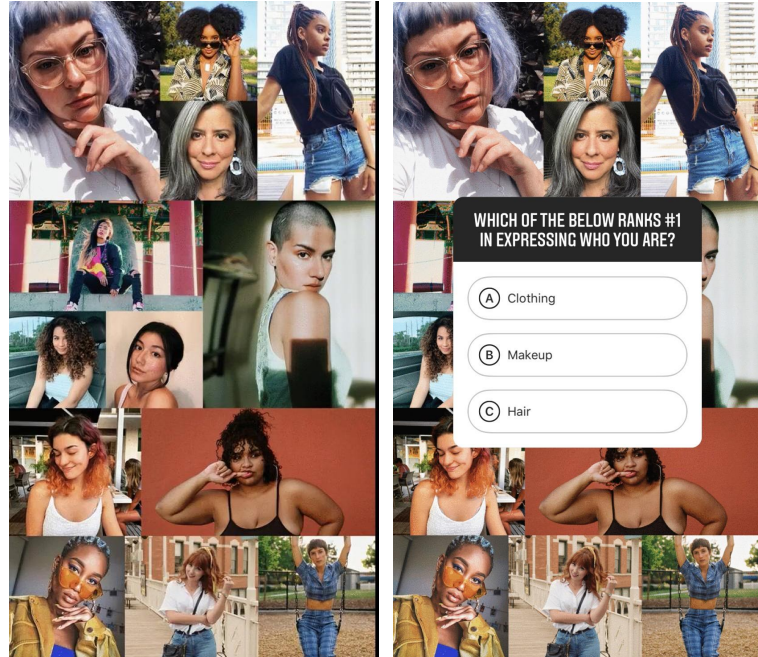 WHICH OF THE BELOW RANKS #1
IN EXPRESSING WHO YOU ARE?
A Clothing
B Makeup
C Hair